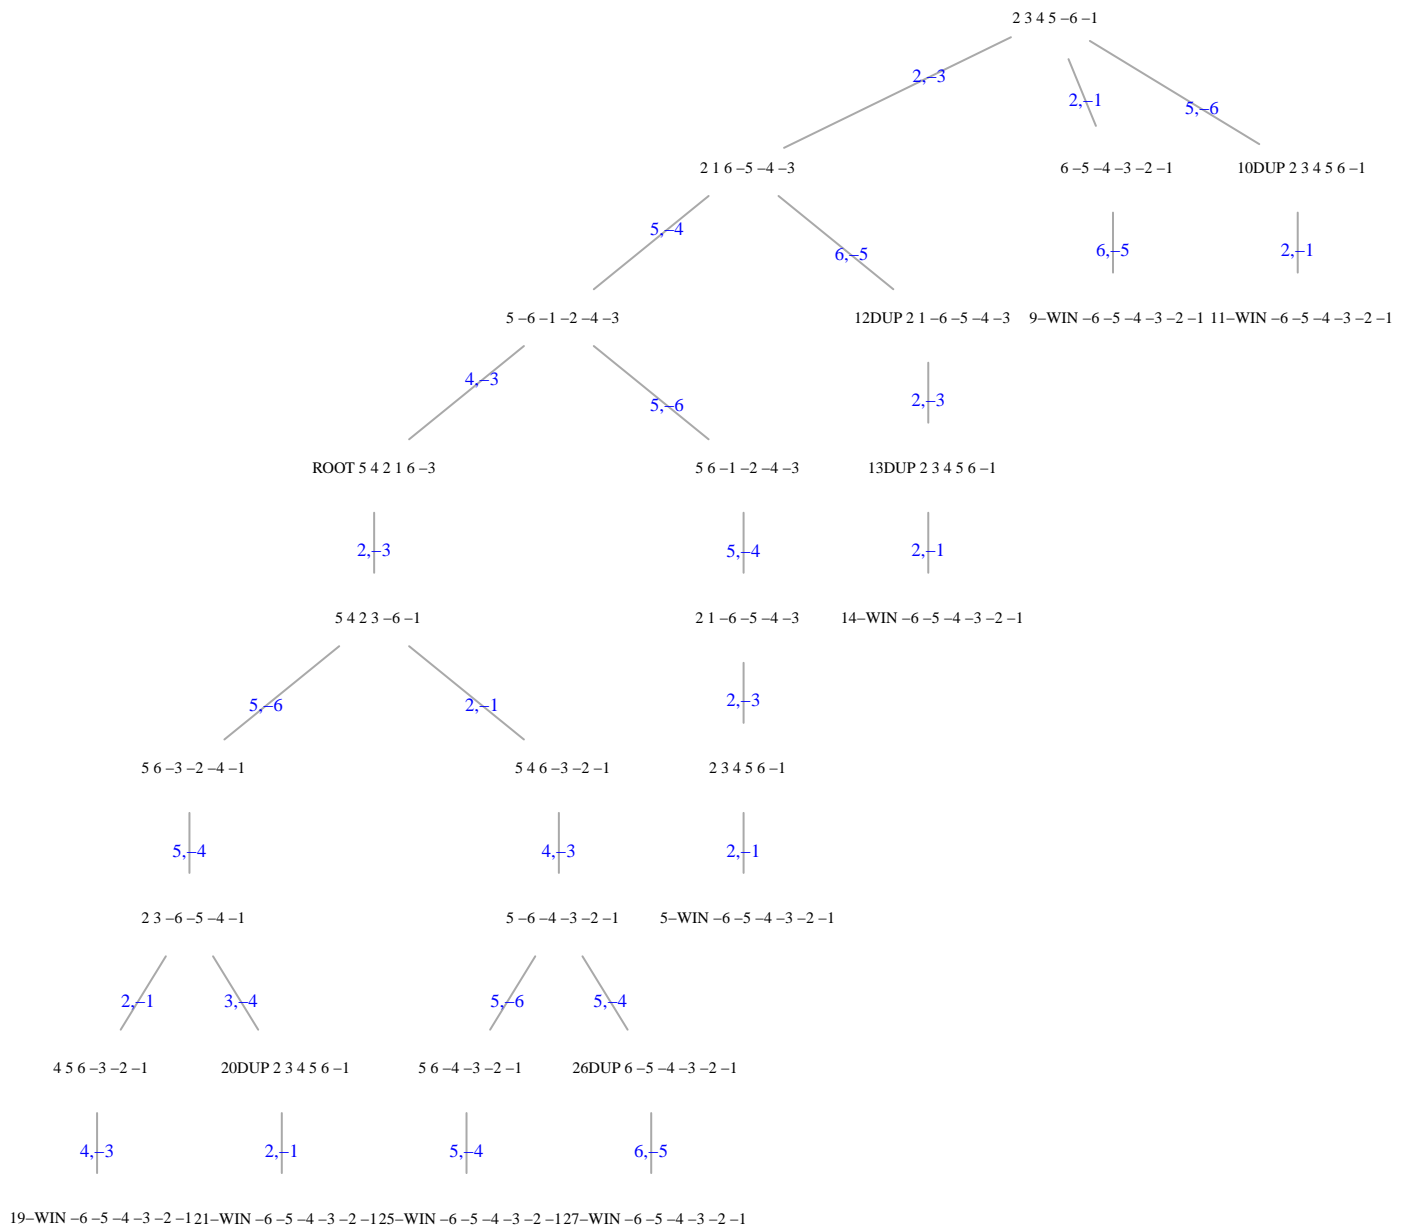 2 3 4 5 –6 –1
2,–3
2,–1
5,–6
2 1 6 –5 –4 –3
6 –5 –4 –3 –2 –1
10DUP 2 3 4 5 6 –1
5,–4
6,–5
6,–5
2,–1
5 –6 –1 –2 –4 –3
12DUP 2 1 –6 –5 –4 –3
9–WIN –6 –5 –4 –3 –2 –1
11–WIN –6 –5 –4 –3 –2 –1
4,–3
5,–6
2,–3
ROOT 5 4 2 1 6 –3
5 6 –1 –2 –4 –3
13DUP 2 3 4 5 6 –1
2,–3
5,–4
2,–1
5 4 2 3 –6 –1
2 1 –6 –5 –4 –3
14–WIN –6 –5 –4 –3 –2 –1
5,–6
2,–1
2,–3
5 6 –3 –2 –4 –1
5 4 6 –3 –2 –1
2 3 4 5 6 –1
5,–4
4,–3
2,–1
2 3 –6 –5 –4 –1
5 –6 –4 –3 –2 –1
5–WIN –6 –5 –4 –3 –2 –1
2,–1
3,–4
5,–6
5,–4
4 5 6 –3 –2 –1
20DUP 2 3 4 5 6 –1
5 6 –4 –3 –2 –1
26DUP 6 –5 –4 –3 –2 –1
4,–3
2,–1
5,–4
6,–5
19–WIN –6 –5 –4 –3 –2 –1
21–WIN –6 –5 –4 –3 –2 –1
25–WIN –6 –5 –4 –3 –2 –1
27–WIN –6 –5 –4 –3 –2 –1